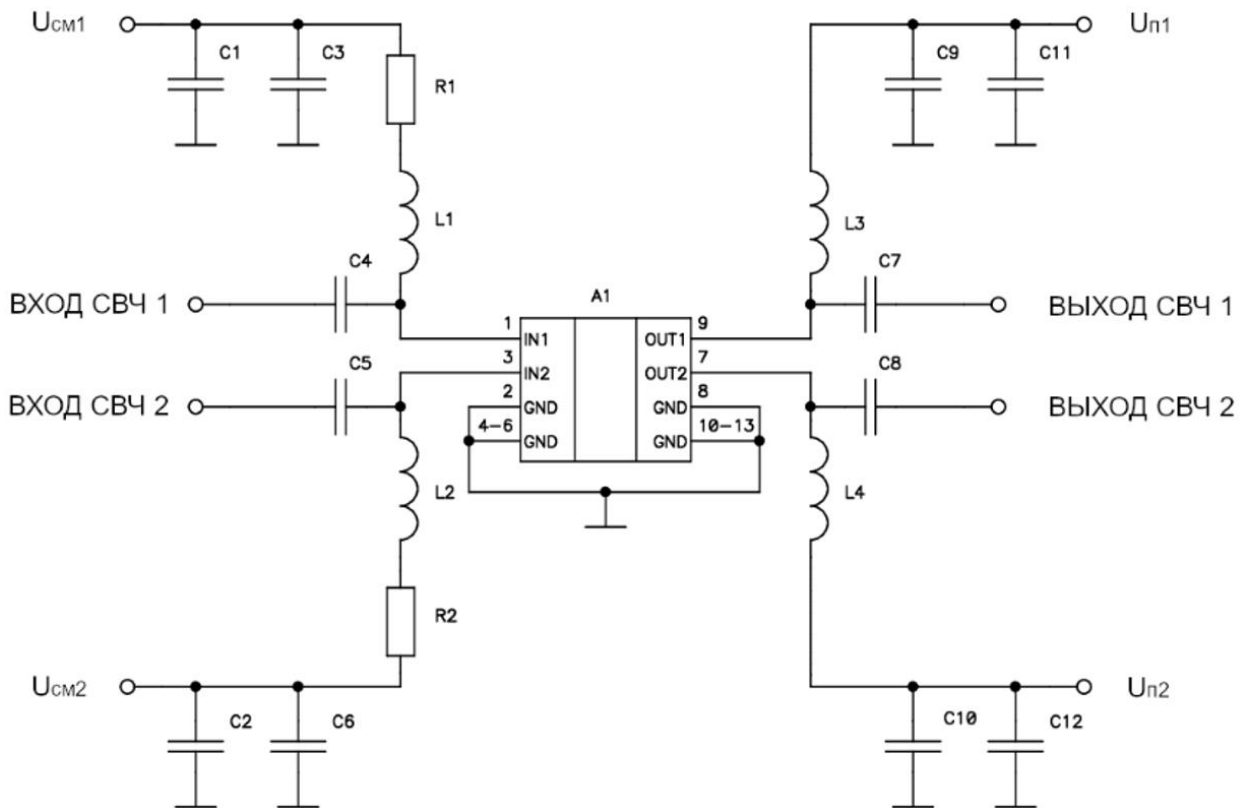 Uсм1
C1
C3
R1
L1
C4
ВХОД СВЧ 1
C5
ВХОД СВЧ 2
L2
R2
Uсм2
C2
C6
A1
1
IN1
3
IN2
2
GND
4-6
GND
9
OUT1
7
OUT2
8
GND
10-13
GND
Uп1
C9
C11
L3
C7
ВЫХОД СВЧ 1
C8
ВЫХОД СВЧ 2
L4
Uп2
C10
C12